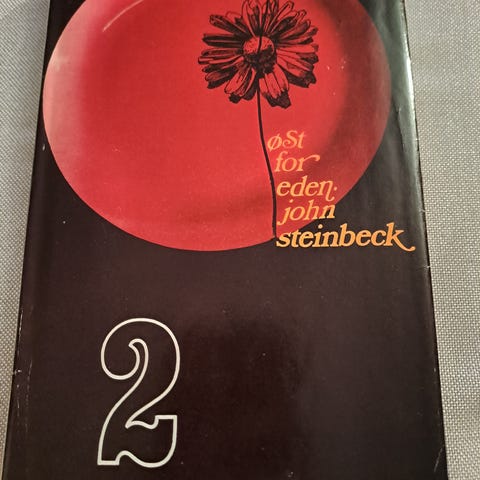 øSt
for
eden.
john
steinbeck
2